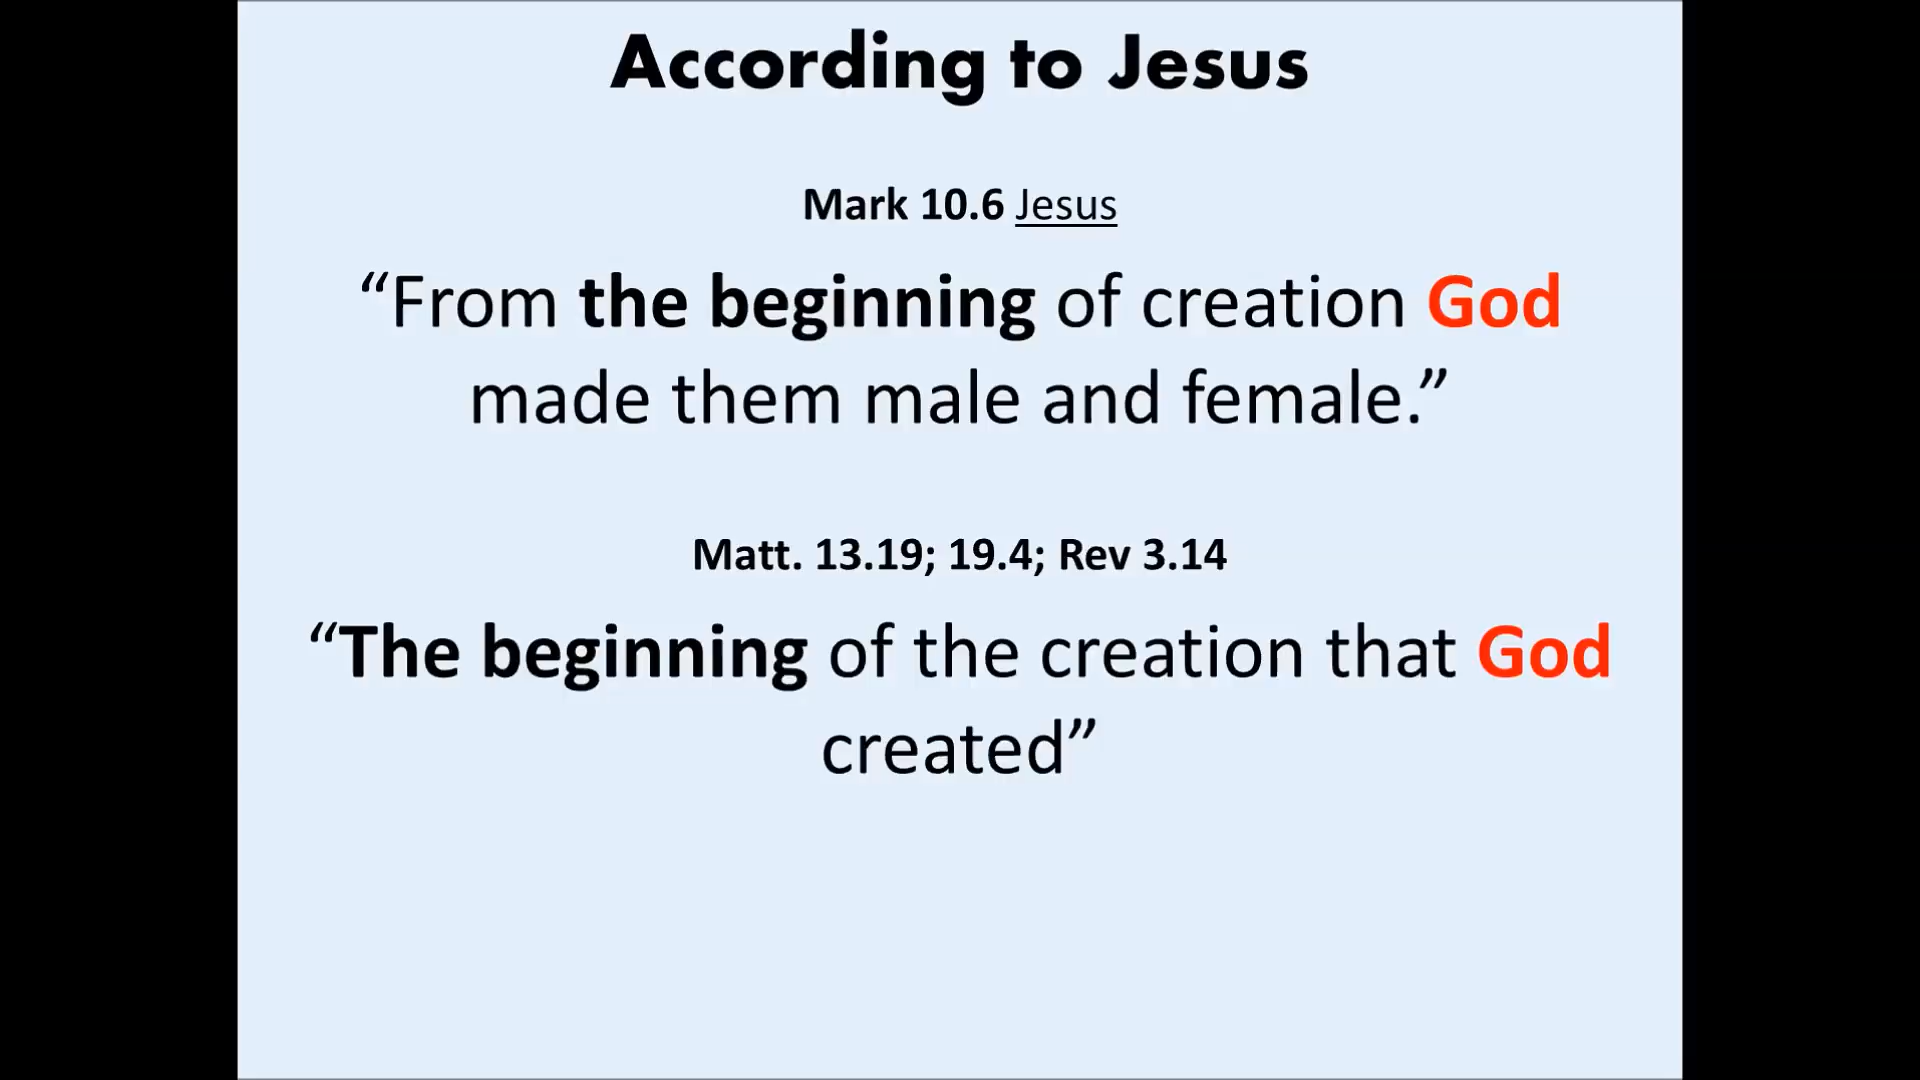 According to Jesus
Mark 10.6 Jesus
“From the beginning of creation God
made them male and female.”
Matt. 13.19; 19.4; Rev 3.14
“The beginning of the creation that God
created”